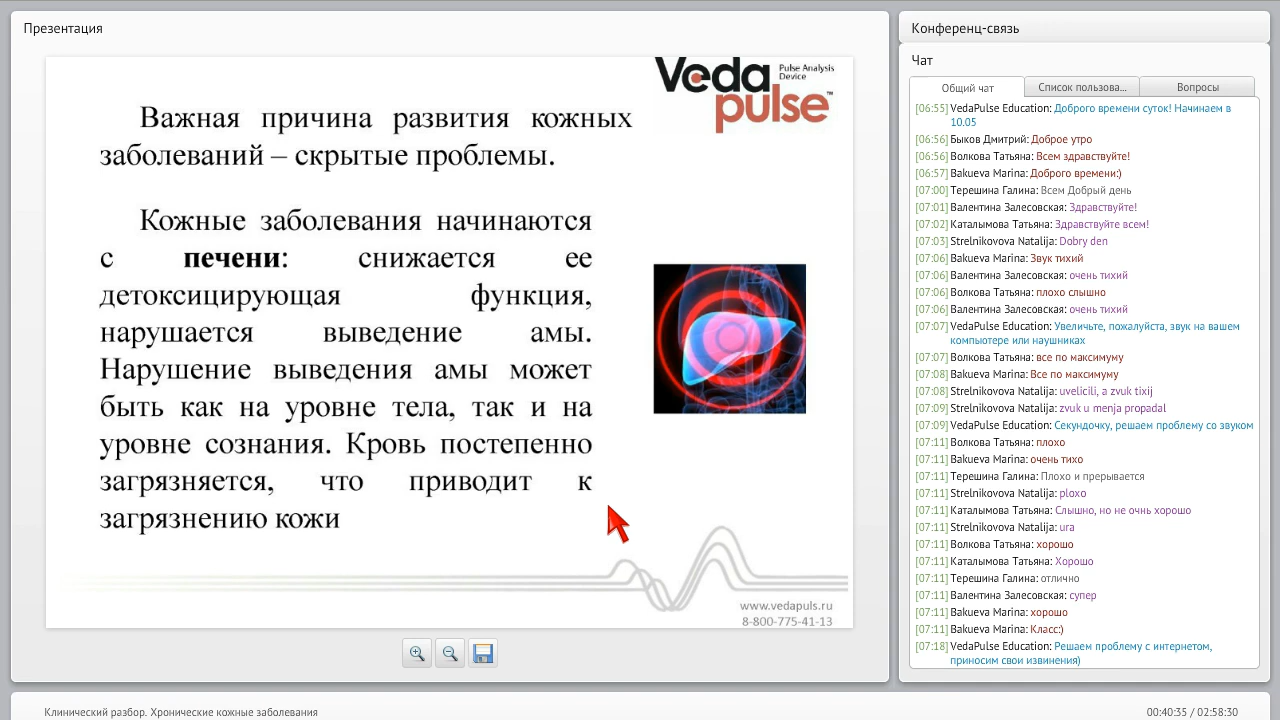 Презентация
Veda
pulse™
Pulse Analysis
Device
Важная причина развития кожных
заболеваний – скрытые проблемы.
Кожные заболевания начинаются
с печени: снижается ее
детоксицирующая функция,
нарушается выведение амы.
Нарушение выведения амы может
быть как на уровне тела, так и на
уровне сознания. Кровь постепенно
загрязняется, что приводит к
загрязнению кожи
www.vedapuls.ru
8-800-775-41-13
Конференц-связь
Чат
Общий чат
Список пользова...
Вопросы
[06:55] VedaPulse Education: Доброго времени суток! Начинаем в
10.05
[06:56] Быков Дмитрий: Доброе утро
[06:56] Волкова Татьяна: Всем здравствуйте!
[06:57] Bakueva Marina: Доброго времени:)
[07:00] Терешина Галина: Всем Добрый день
[07:01] Валентина Залесовская: Здравствуйте!
[07:02] Каталымова Татьяна: Здравствуйте всем!
[07:03] Strelnikovova Natalija: Dobry den
[07:06] Bakueva Marina: Звук тихий
[07:06] Валентина Залесовская: очень тихий
[07:06] Волкова Татьяна: плохо слышно
[07:06] Валентина Залесовская: очень тихий
[07:07] VedaPulse Education: Увеличьте, пожалуйста, звук на вашем
компьютере или наушниках
[07:07] Волкова Татьяна: все по максимуму
[07:08] Bakueva Marina: Все по максимуму
[07:08] Strelnikovova Natalija: uvelicili, a zvuk tixij
[07:09] Strelnikovova Natalija: zvuk u menja propadal
[07:09] VedaPulse Education: Секундочку, решаем проблему со звуком
[07:11] Волкова Татьяна: плохо
[07:11] Bakueva Marina: очень тихо
[07:11] Терешина Галина: Плохо и прерывается
[07:11] Strelnikovova Natalija: ploxo
[07:11] Каталымова Татьяна: Слышно, но не очнь хорошо
[07:11] Strelnikovova Natalija: ura
[07:11] Волкова Татьяна: хорошо
[07:11] Каталымова Татьяна: Хорошо
[07:11] Терешина Галина: отлично
[07:11] Валентина Залесовская: супер
[07:11] Bakueva Marina: хорошо
[07:11] Bakueva Marina: Класс:)
[07:18] VedaPulse Education: Решаем проблему с интернетом,
приносим свои извинения)
Клинический разбор. Хронические кожные заболевания
00:40:35 / 02:58:30